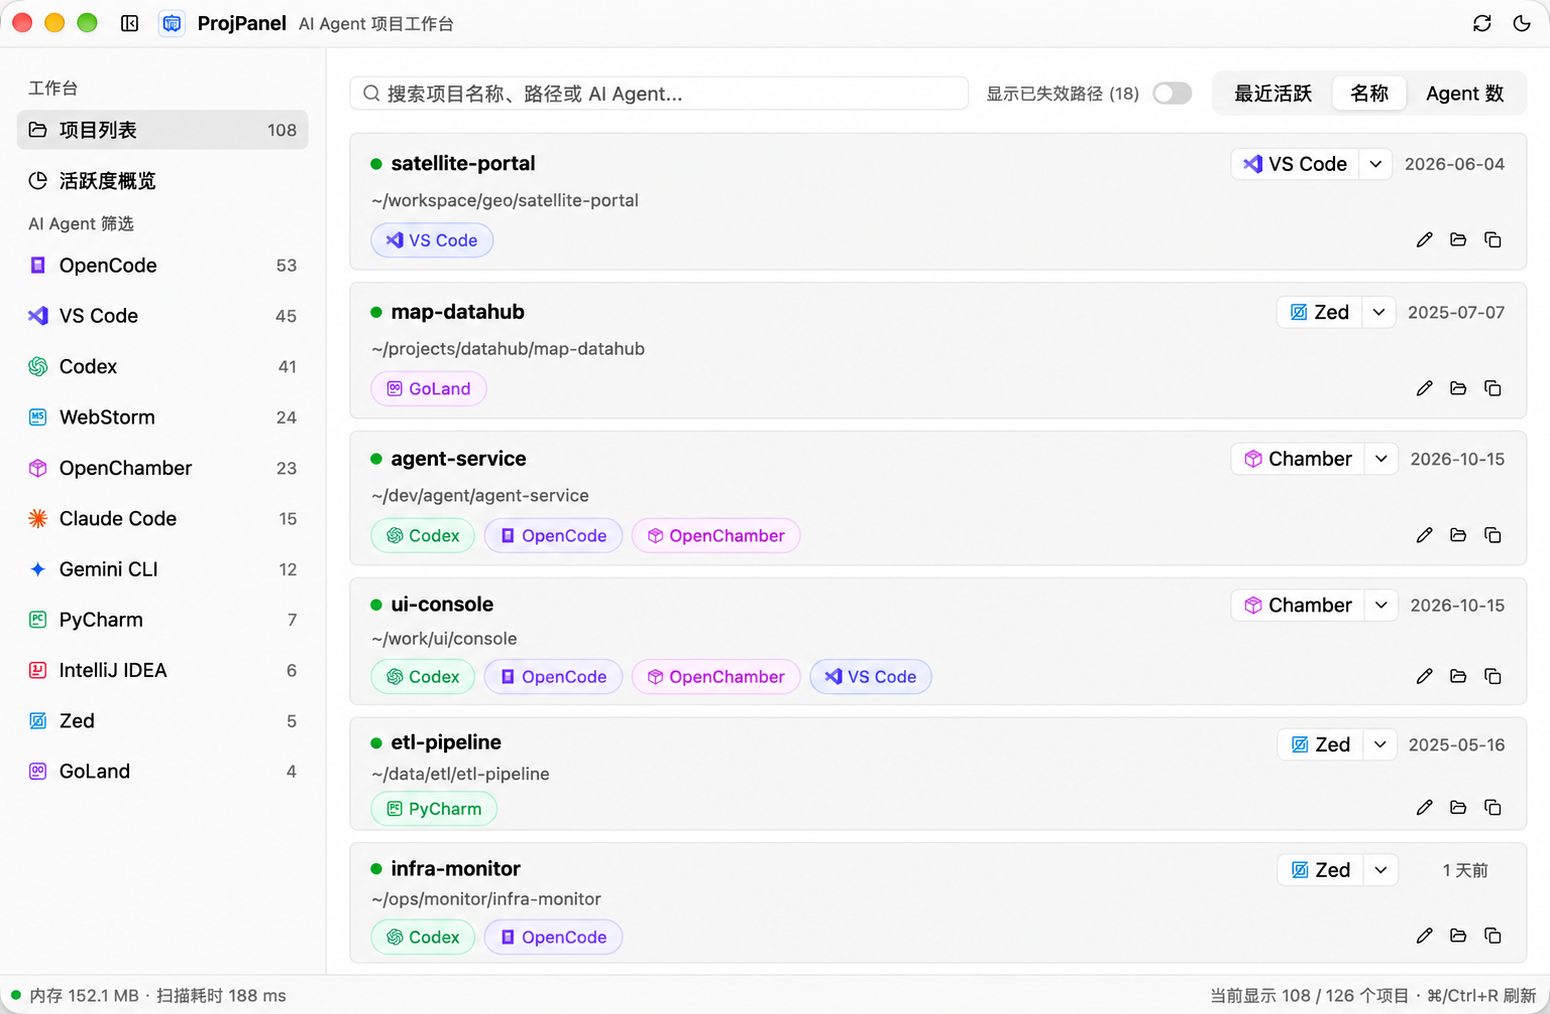 ProjPanel AI Agent 项目工作台
工作台
项目列表 108
活跃度概览
AI Agent 筛选
OpenCode 53
VS Code 45
Codex 41
WebStorm 24
OpenChamber 23
Claude Code 15
Gemini CLI 12
PyCharm 7
IntelliJ IDEA 6
Zed 5
GoLand 4
搜索项目名称、路径或 AI Agent... 显示已失效路径 (18) 最近活跃 名称 Agent 数
satellite-portal VS Code 2026-06-04
~/workspace/geo/satellite-portal
VS Code
map-datahub Zed 2025-07-07
~/projects/datahub/map-datahub
GoLand
agent-service Chamber 2026-10-15
~/dev/agent/agent-service
Codex OpenCode OpenChamber
ui-console Chamber 2026-10-15
~/work/ui/console
Codex OpenCode OpenChamber VS Code
etl-pipeline Zed 2025-05-16
~/data/etl/etl-pipeline
PyCharm
infra-monitor Zed 1 天前
~/ops/monitor/infra-monitor
Codex OpenCode
内存 152.1 MB · 扫描耗时 188 ms 当前显示 108 / 126 个项目 · ⌘/Ctrl+R 刷新